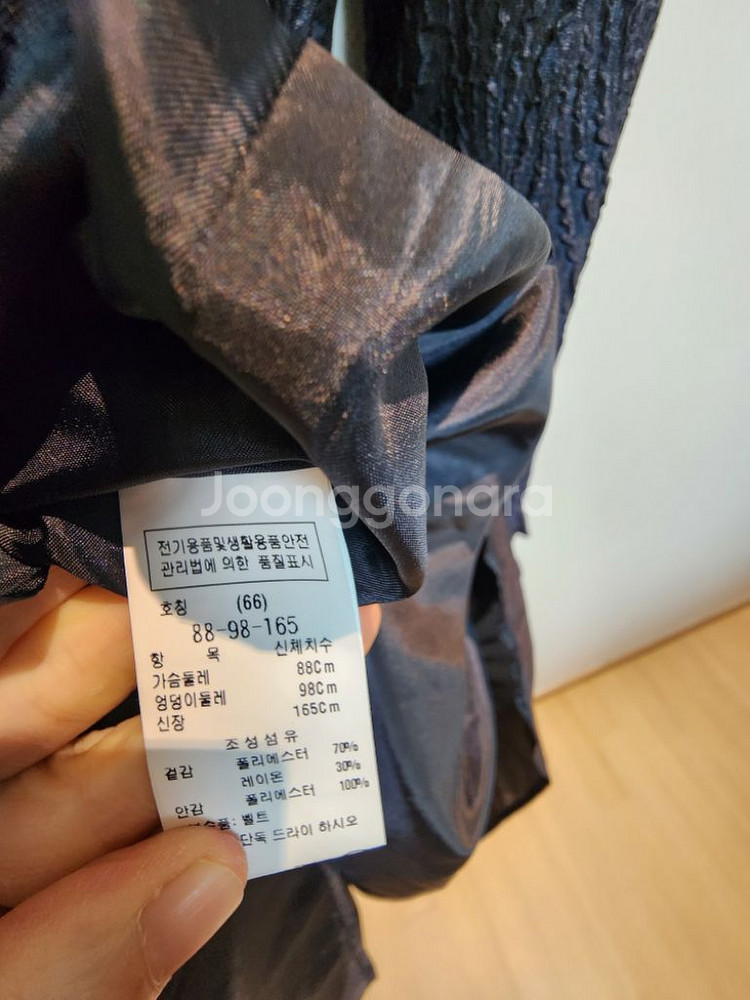 Joonggonara
전기용품및생활용품안전
관리법에 의한 품질표시
호칭 (66)
88-98-165
항 목 신체치수
가슴둘레 88Cm
엉덩이둘레 98Cm
신장 165Cm
조성섬유
겉감 폴리에스터 70%
레이온 30%
안감 폴리에스터 100%
벨트
단독 드라이 하시오